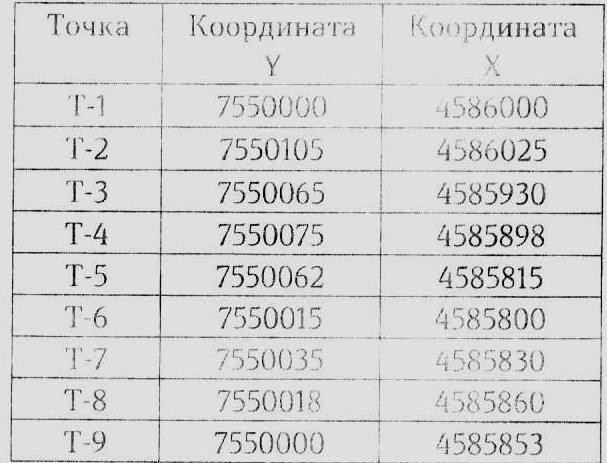 Точка Координата Y Координата X
Т-1 7550000 4586000
Т-2 7550105 4586025
Т-3 7550065 4585930
Т-4 7550075 4585898
Т-5 7550062 4585815
Т-6 7550015 4585800
Т-7 7550035 4585830
Т-8 7550018 4585860
Т-9 7550000 4585853